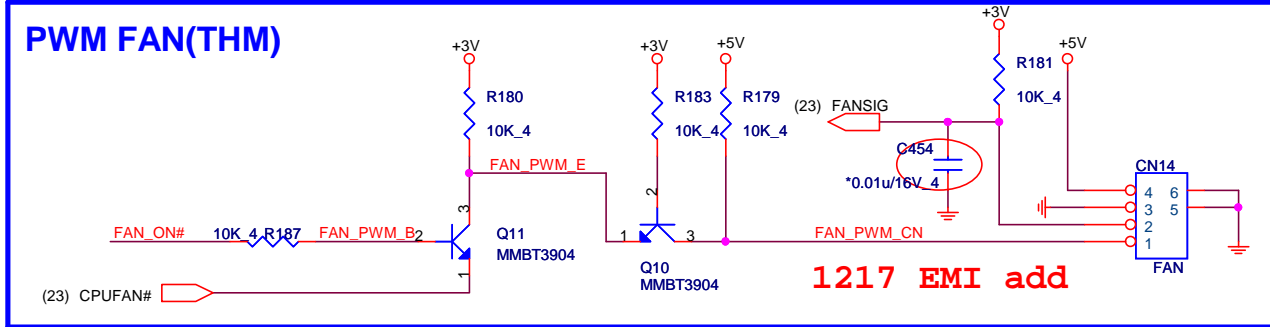 PWM FAN(THM)
+3V
+3V
+5V
+3V
+5V
R180
10K_4
R183
10K_4
R179
10K_4
R181
10K_4
(23) FANSIG
C454
*0.01u/16V_4
FAN_PWM_E
3
2
1
FAN_ON#
10K_4 R187
FAN_PWM_B
Q11
MMBT3904
(23) CPUFAN#
2
1
3
Q10
MMBT3904
FAN_PWM_CN
1217 EMI add
CN14
4 6
3 5
2
1
FAN